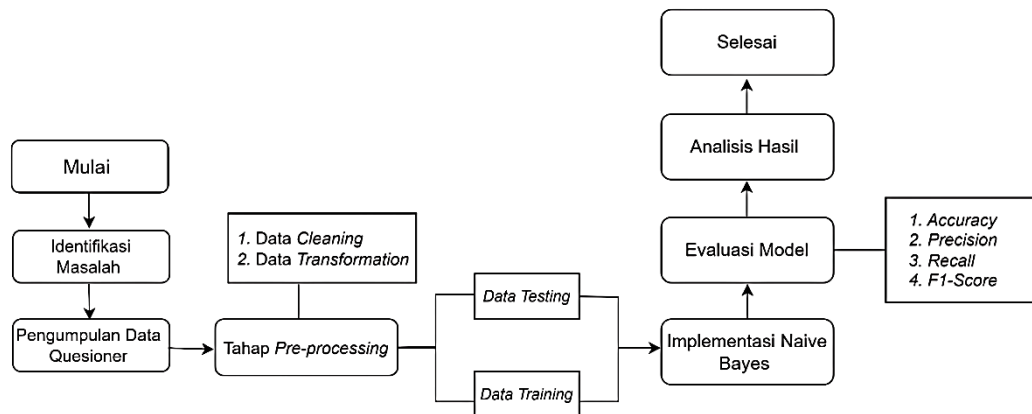 Mulai
Identifikasi
Masalah
Pengumpulan Data
Quesioner
1. Data Cleaning
2. Data Transformation
Tahap Pre-processing
Data Testing
Data Training
Implementasi Naive
Bayes
Evaluasi Model
1. Accuracy
2. Precision
3. Recall
4. F1-Score
Analisis Hasil
Selesai